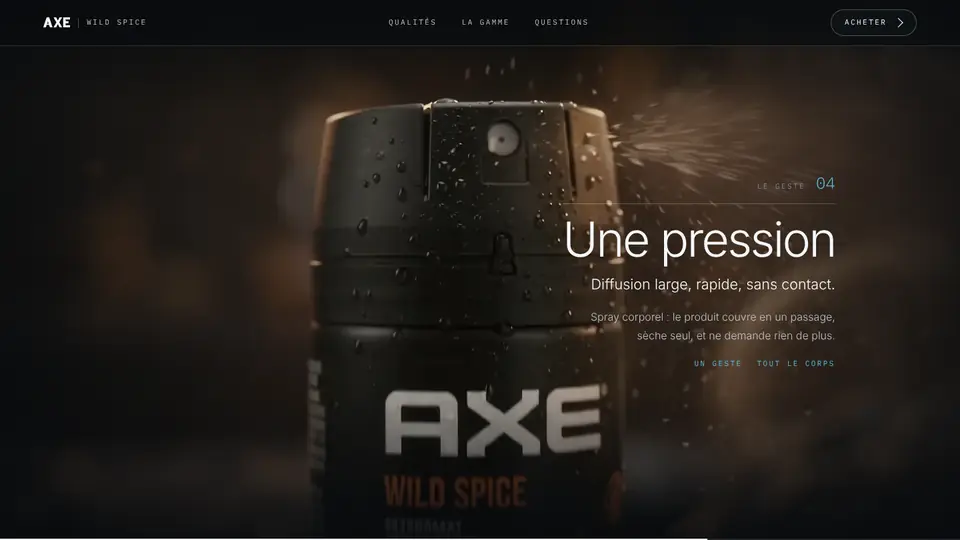 AXE | WILD SPICE
QUALITÉS
LA GAMME
QUESTIONS
ACHETER
LE GESTE 04
Une pression
Diffusion large, rapide, sans contact.
Spray corporel : le produit couvre en un passage,
sèche seul, et ne demande rien de plus.
UN GESTE TOUT LE CORPS
AXE
WILD SPICE